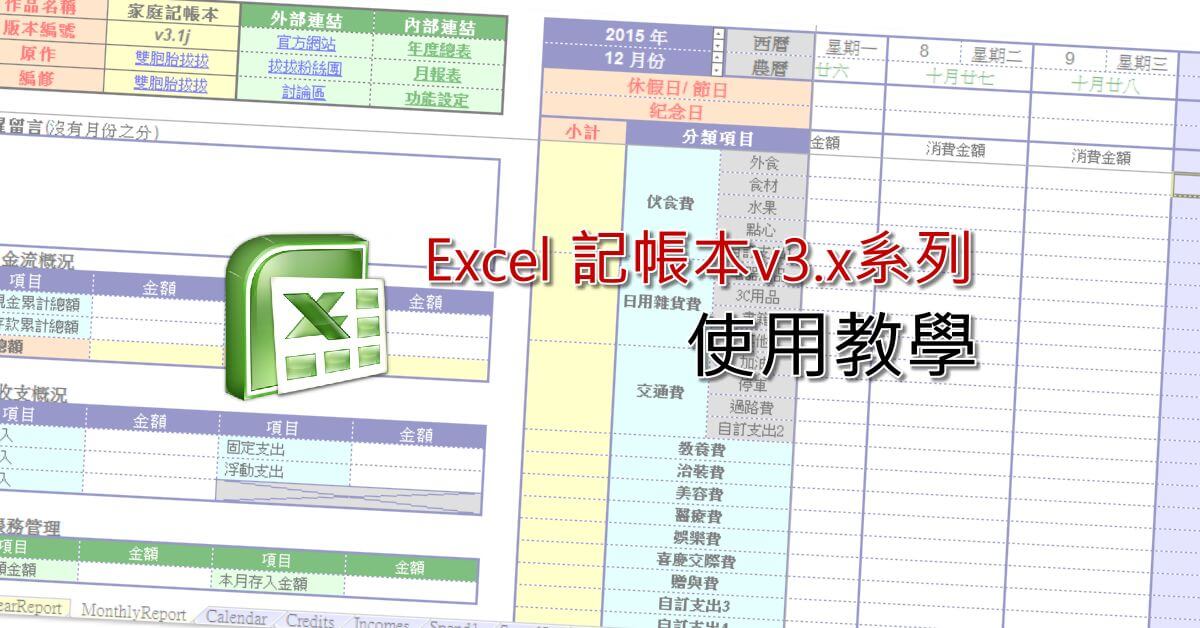 作品名稱 家庭記帳本
版本編號 v3.1j
原作 雙胞胎拔拔
編修 雙胞胎拔拔
外部連結 內部連結
官方網站 年度總表
拔拔粉絲團 月報表
討論區 功能設定
留言(沒有月份之分)
金流概況
項目 金額 金額
現金累計總額
存款累計總額
總額
收支概況
項目 金額 項目 金額
入 固定支出
入 浮動支出
入
務管理
項目 金額 項目 金額
金額 本月存入金額
earReport MonthlyReport Calendar Credits Incomes
2015 年 西曆 星期一 8 星期二 9 星期三
12 月份 農曆 廿六 十月廿七 十月廿八
休假日/ 節日
紀念日
小計 分類項目 金額 消費金額 消費金額
伙食費
外食
食材
水果
點心
日用雜貨費
3C用品
交通費
加油
停車
過路費
自訂支出2
教養費
治裝費
美容費
醫療費
娛樂費
喜慶交際費
贈與費
自訂支出3
自訂支出4
Excel 記帳本v3.x系列
使用教學